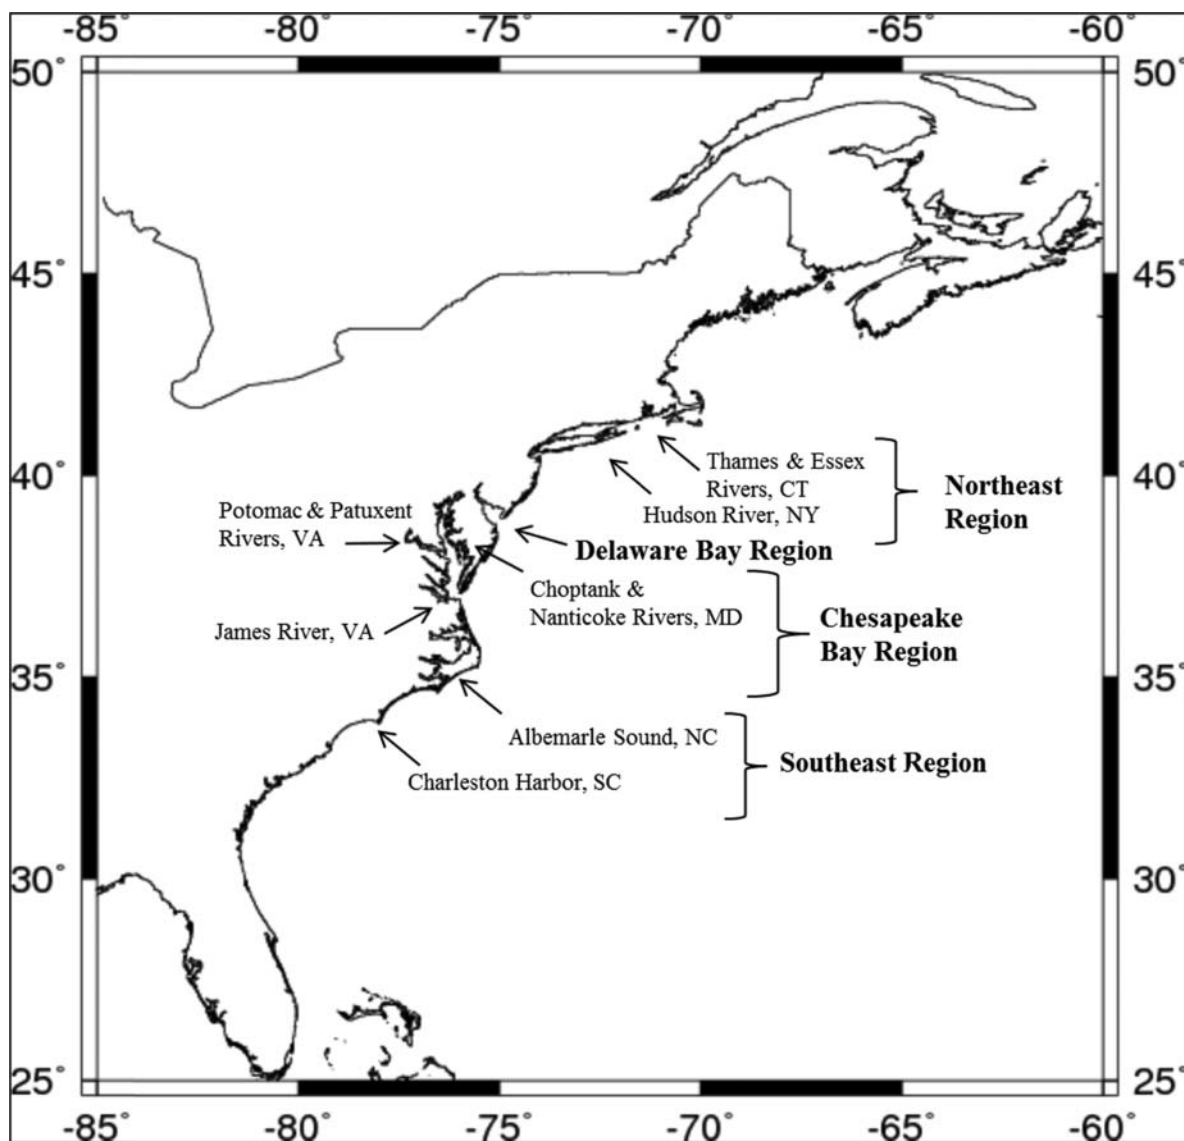 -85° -80° -75° -70° -65° -60°
50° 50°
45° 45°
40° 40°
Thames & Essex
Rivers, CT
Hudson River, NY
Northeast
Region
Potomac & Patuxent
Rivers, VA
Delaware Bay Region
Choptank &
Nanticoke Rivers, MD
James River, VA
Chesapeake
Bay Region
35° 35°
Albemarle Sound, NC
Charleston Harbor, SC
Southeast Region
30° 30°
25° 25°
-85° -80° -75° -70° -65° -60°